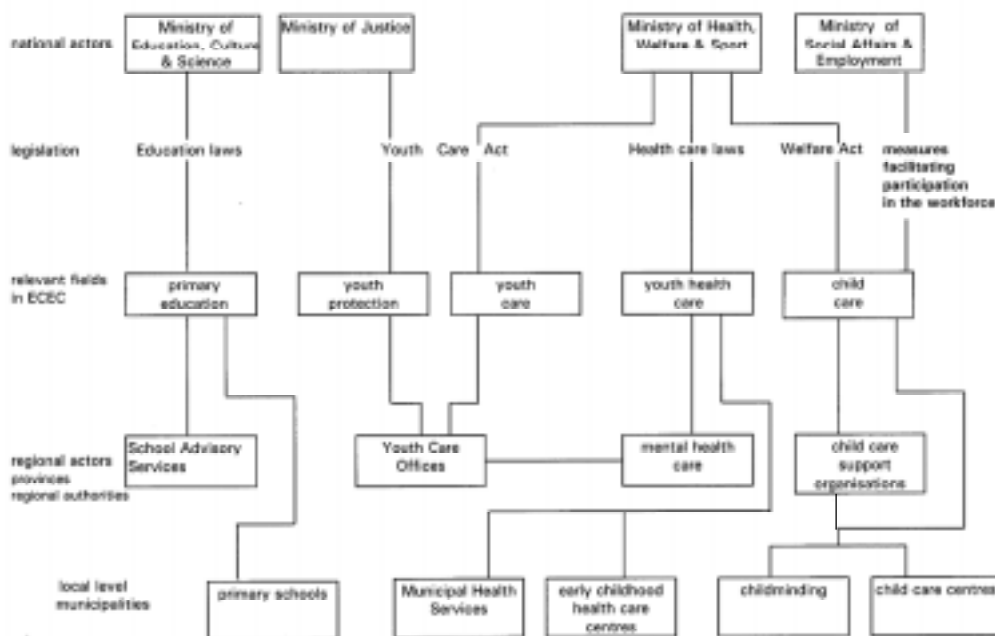 national actors
Ministry of
Education, Culture
& Science
Ministry of Justice
Ministry of Health,
Welfare & Sport
Ministry of
Social Affairs &
Employment
legislation
Education laws
Youth Care Act
Health care laws
Welfare Act
measures
facilitating
participation
in the workforce
relevant fields
in ECEC
primary
education
youth
protection
youth
care
youth health
care
child
care
regional actors
provinces
regional authorities
School Advisory
Services
Youth Care
Offices
mental health
care
child care
support
organisations
local level
municipalities
primary schools
Municipal Health
Services
early childhood
health care
centres
childminding
child care centres